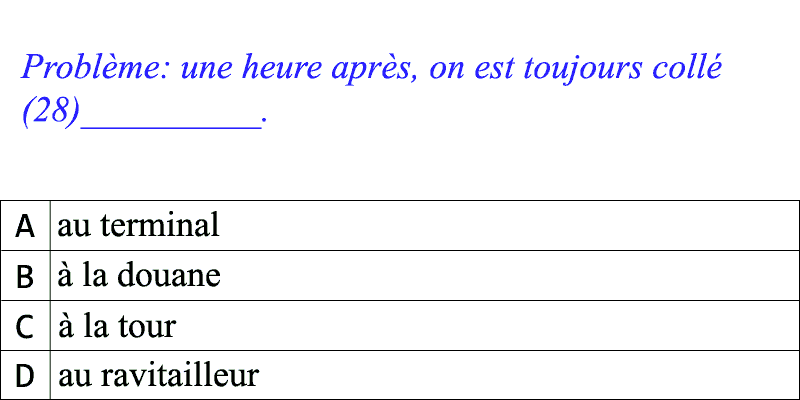 Problème: une heure après, on est toujours collé
(28)__________.
A au terminal
B à la douane
C à la tour
D au ravitailleur